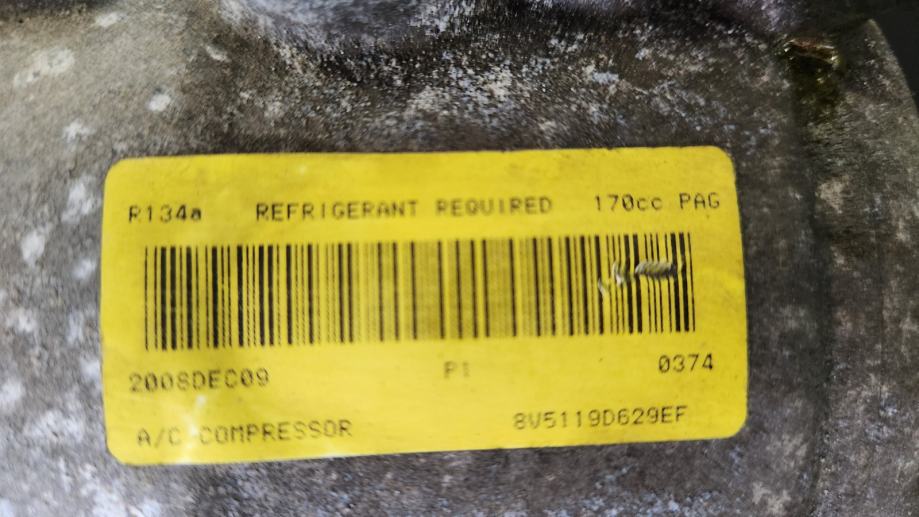 R134a REFRIGERANT REQUIRED 170cc PAG
2008DEC09 P1 0374
A/C COMPRESSOR 8V5119D629EF